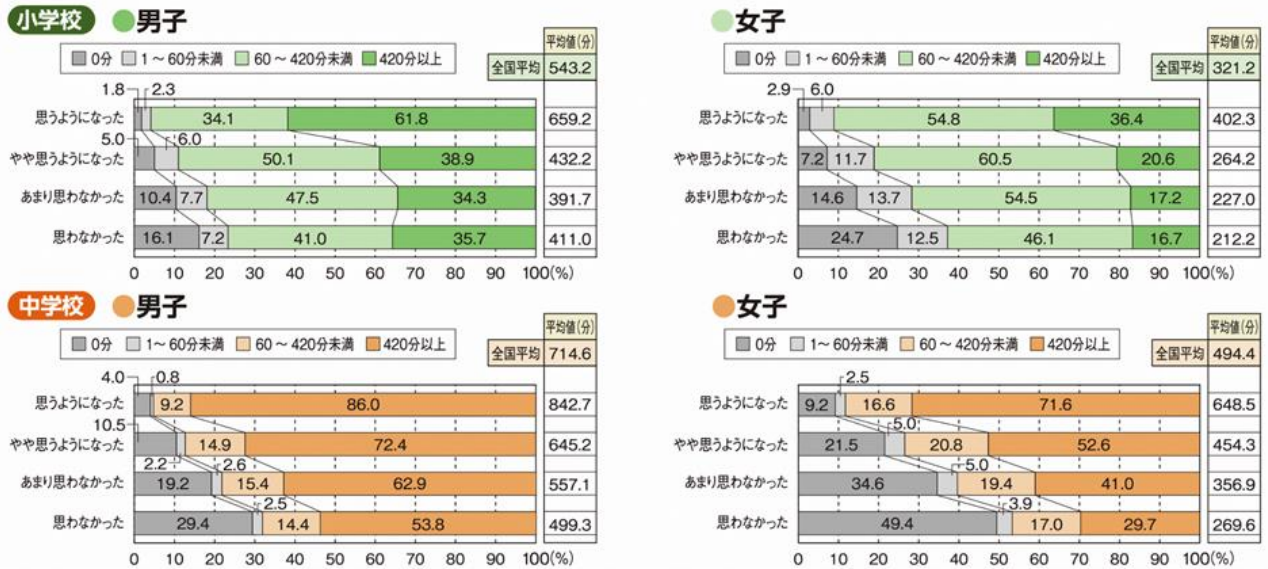 小学校 男子
平均値(分)
0分 1～60分未満 60～420分未満 420分以上
全国平均 543.2
1.8 2.3
思うようになった 34.1 61.8 659.2
5.0 6.0
やや思うようになった 50.1 38.9 432.2
あまり思わなかった 10.4 7.7 47.5 34.3 391.7
思わなかった 16.1 7.2 41.0 35.7 411.0
0 10 20 30 40 50 60 70 80 90 100(%)
女子
平均値(分)
0分 1～60分未満 60～420分未満 420分以上
全国平均 321.2
2.9 6.0
思うようになった 54.8 36.4 402.3
やや思うようになった 7.2 11.7 60.5 20.6 264.2
あまり思わなかった 14.6 13.7 54.5 17.2 227.0
思わなかった 24.7 12.5 46.1 16.7 212.2
0 10 20 30 40 50 60 70 80 90 100(%)
中学校 男子
平均値(分)
0分 1～60分未満 60～420分未満 420分以上
全国平均 714.6
4.0 0.8
思うようになった 9.2 86.0 842.7
10.5
やや思うようになった 14.9 72.4 645.2
2.2 2.6
あまり思わなかった 19.2 15.4 62.9 557.1
2.5
思わなかった 29.4 14.4 53.8 499.3
0 10 20 30 40 50 60 70 80 90 100(%)
女子
平均値(分)
0分 1～60分未満 60～420分未満 420分以上
全国平均 494.4
2.5
思うようになった 9.2 16.6 71.6 648.5
5.0
やや思うようになった 21.5 20.8 52.6 454.3
5.0
あまり思わなかった 34.6 19.4 41.0 356.9
3.9
思わなかった 49.4 17.0 29.7 269.6
0 10 20 30 40 50 60 70 80 90 100(%)